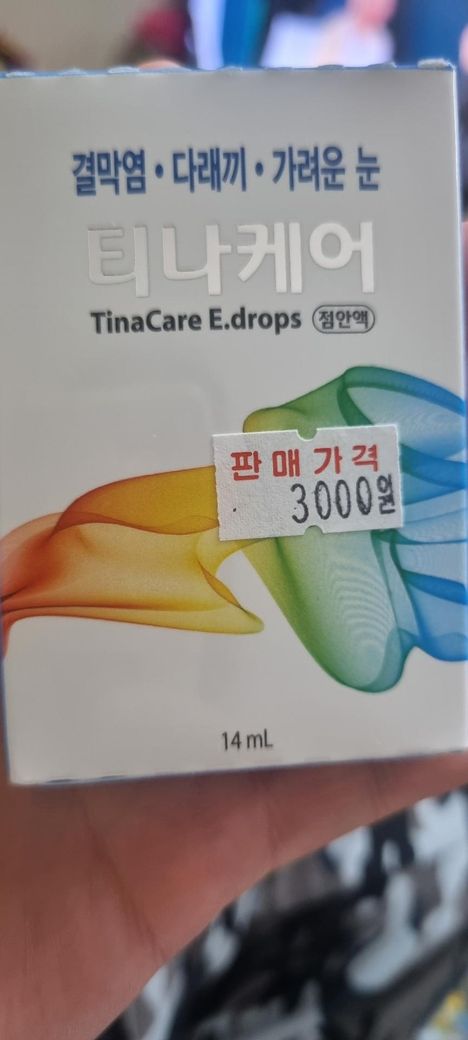 결막염•다래끼•가려운 눈
티나케어
TinaCare E.drops 점안액
판매가격
3000원
14 mL